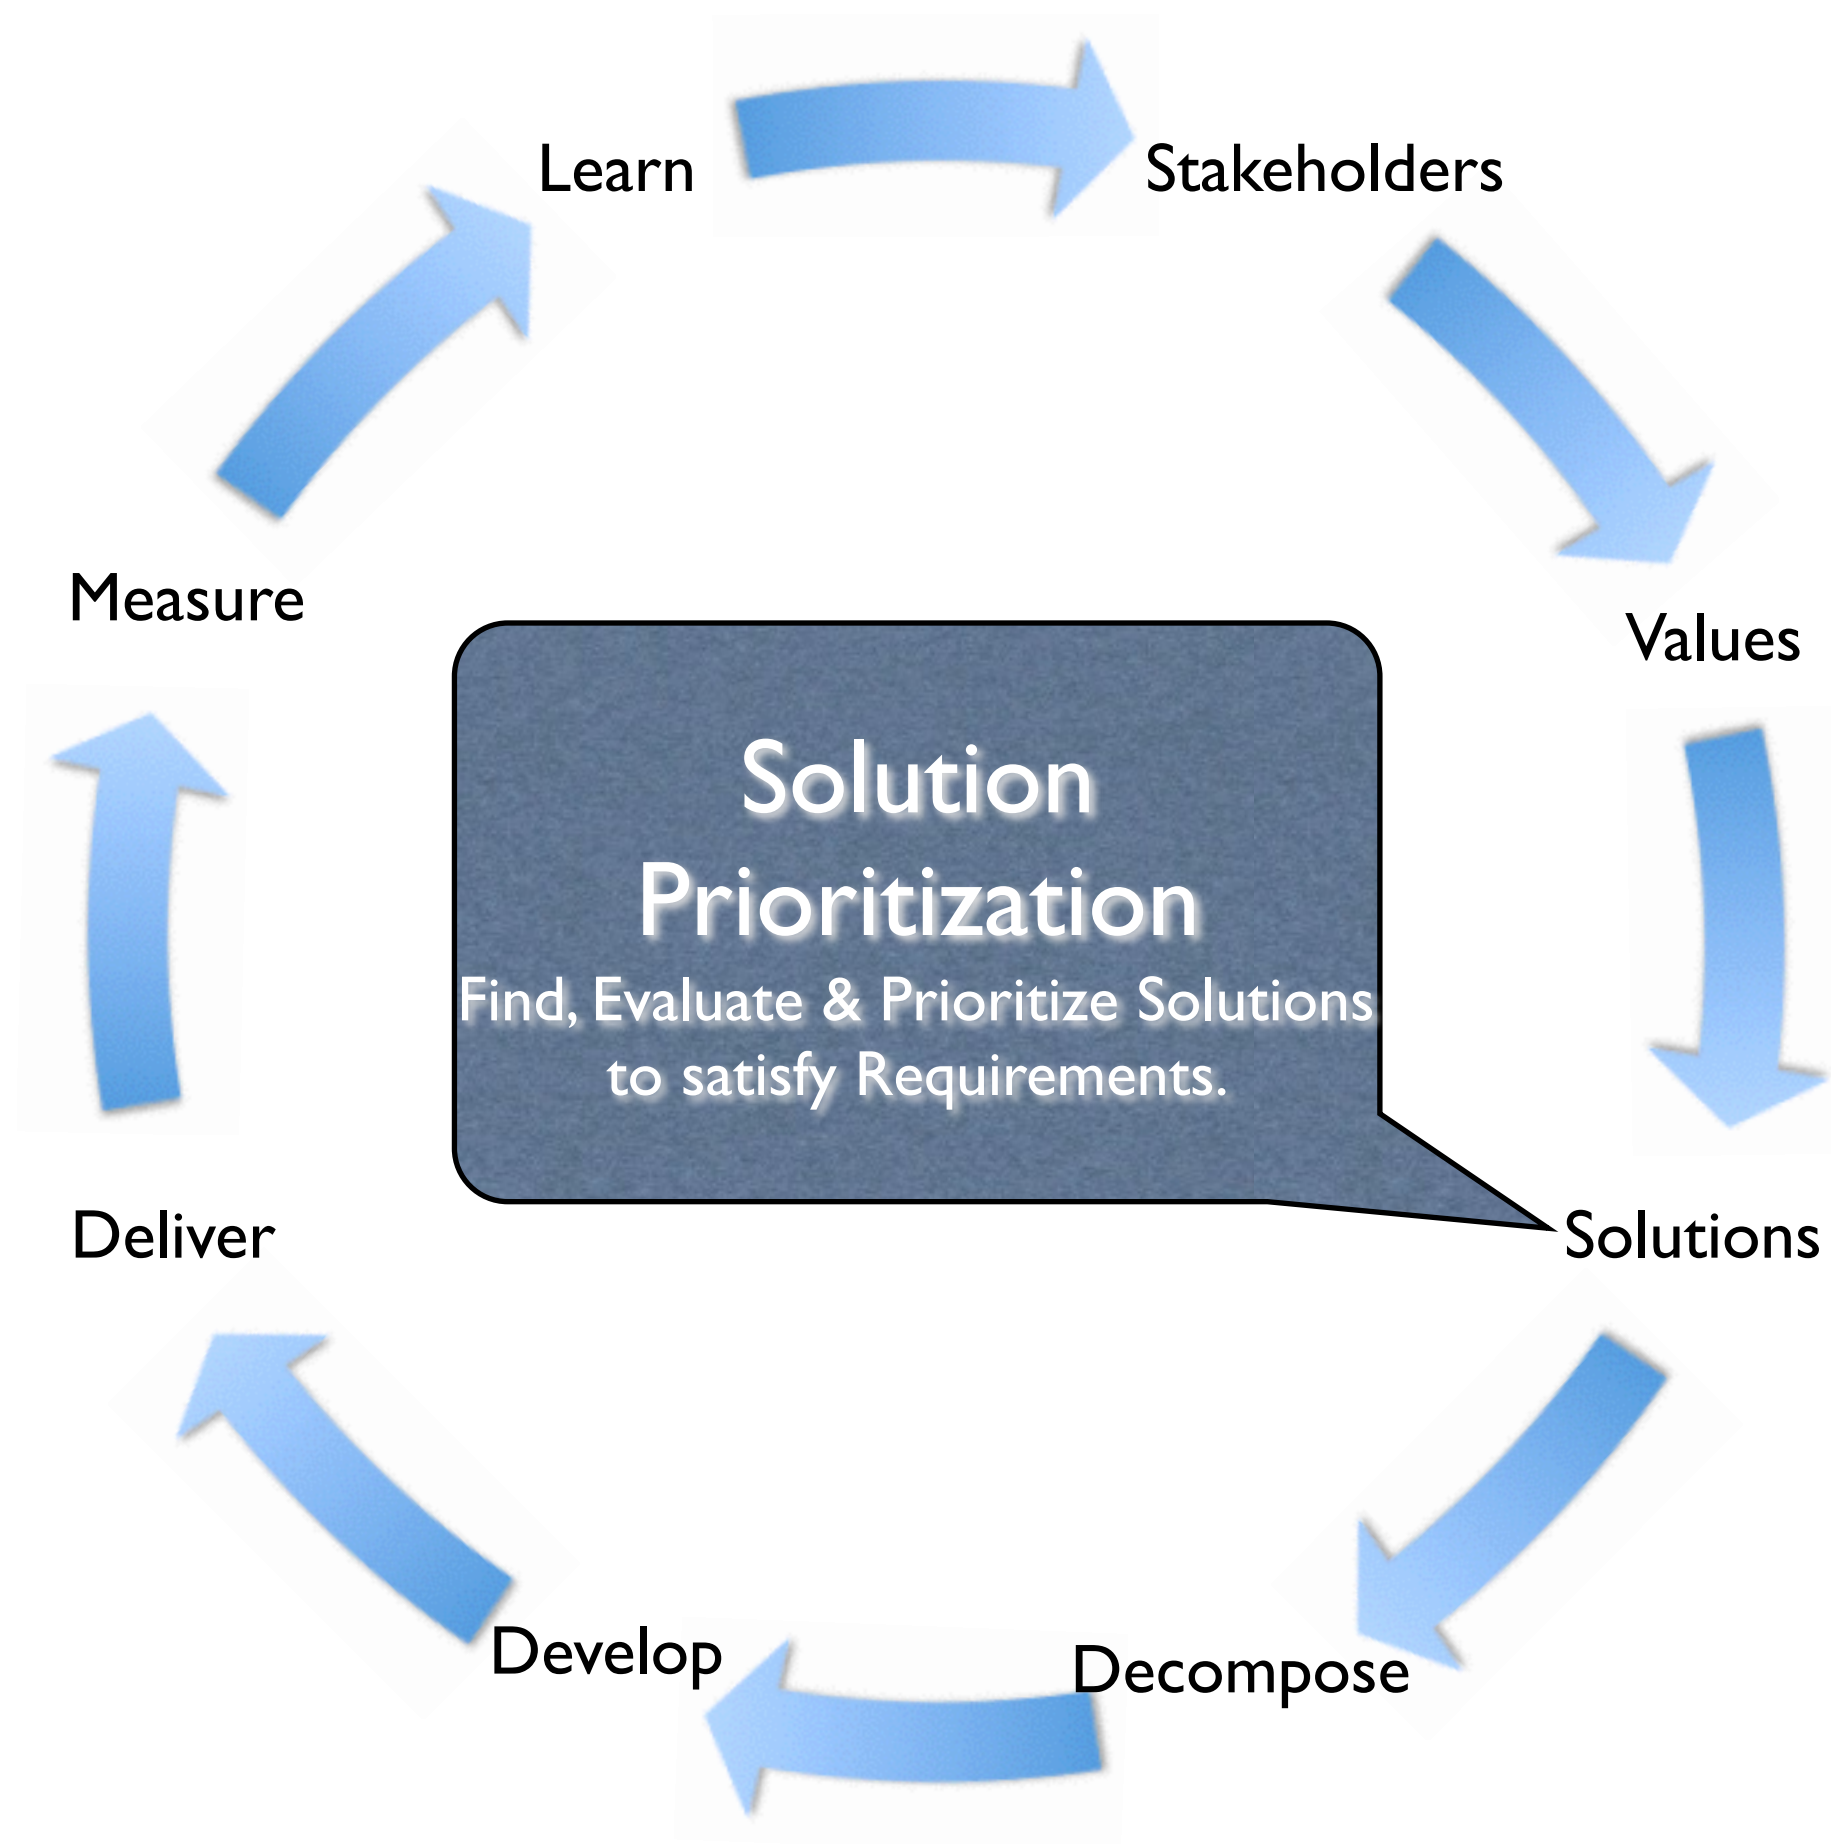 Learn
Stakeholders
Measure
Values
Solution
Prioritization
Find, Evaluate & Prioritize Solutions
to satisfy Requirements.
Deliver
Solutions
Develop
Decompose